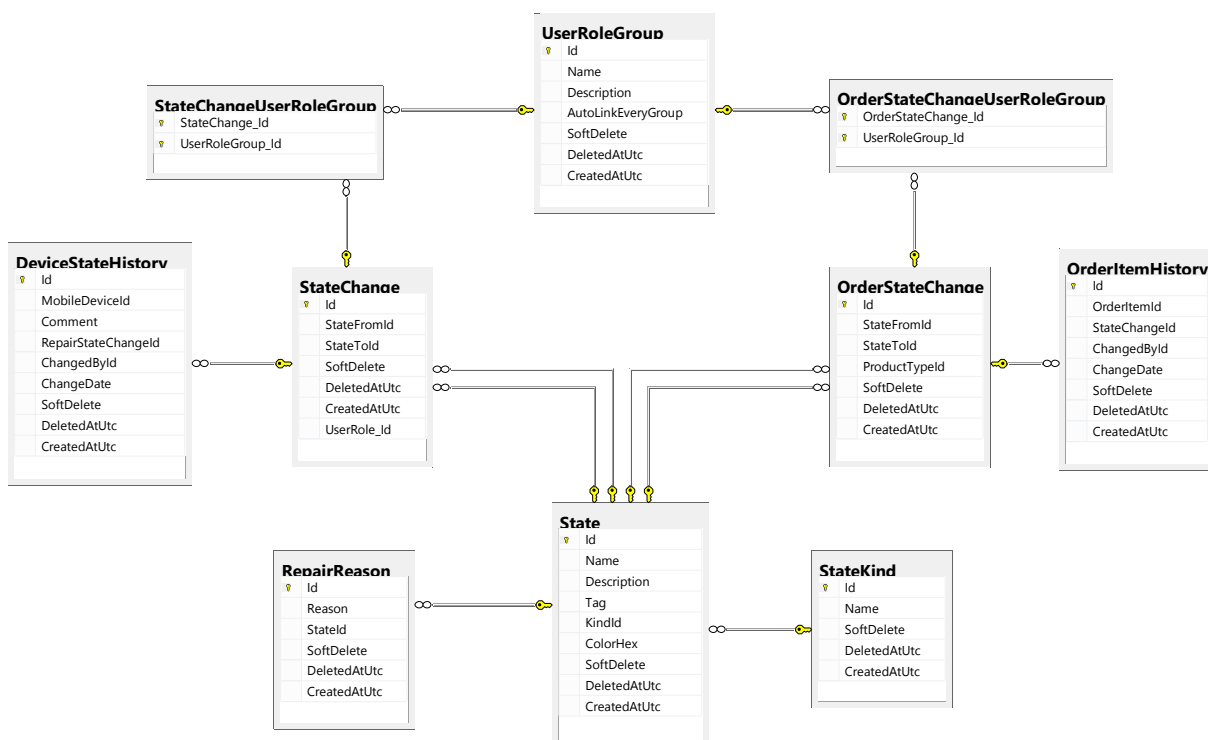 UserRoleGroup
Id
Name
Description
AutoLinkEveryGroup
SoftDelete
DeletedAtUtc
CreatedAtUtc
StateChangeUserRoleGroup
StateChange_Id
UserRoleGroup_Id
OrderStateChangeUserRoleGroup
OrderStateChange_Id
UserRoleGroup_Id
DeviceStateHistory
Id
MobileDeviceId
Comment
RepairStateChangeId
ChangedById
ChangeDate
SoftDelete
DeletedAtUtc
CreatedAtUtc
StateChange
Id
StateFromId
StateToId
SoftDelete
DeletedAtUtc
CreatedAtUtc
UserRole_Id
OrderStateChange
Id
StateFromId
StateToId
ProductTypeId
SoftDelete
DeletedAtUtc
CreatedAtUtc
OrderItemHistory
Id
OrderItemId
StateChangeId
ChangedById
ChangeDate
SoftDelete
DeletedAtUtc
CreatedAtUtc
RepairReason
Id
Reason
StateId
SoftDelete
DeletedAtUtc
CreatedAtUtc
State
Id
Name
Description
Tag
KindId
ColorHex
SoftDelete
DeletedAtUtc
CreatedAtUtc
StateKind
Id
Name
SoftDelete
DeletedAtUtc
CreatedAtUtc